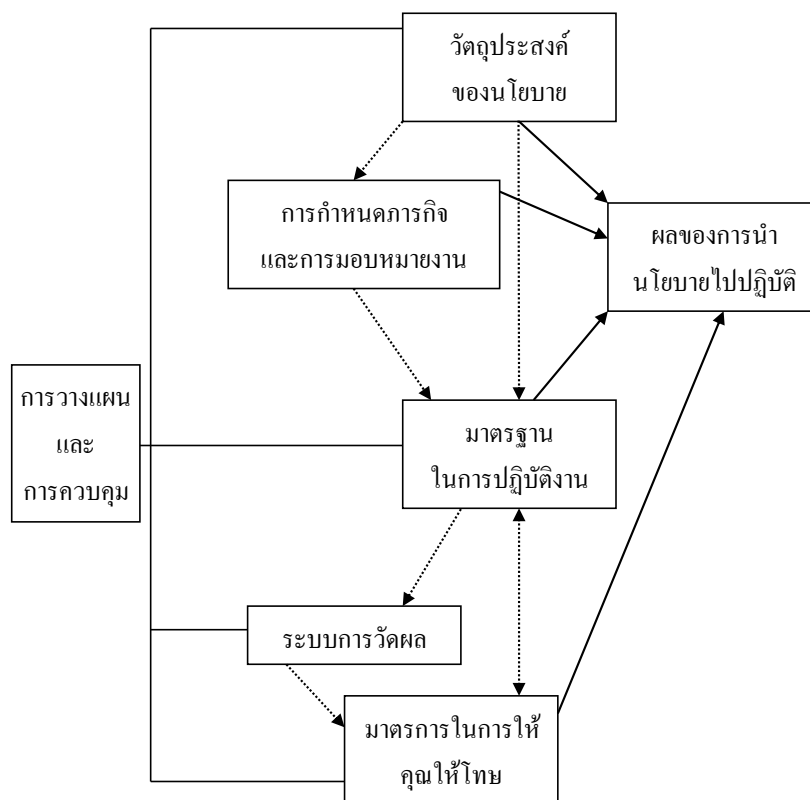 วัตถุประสงค์
ของนโยบาย
การกำหนดภารกิจ
และการมอบหมายงาน
ผลของการนำ
นโยบายไปปฏิบัติ
การวางแผน
และ
การควบคุม
มาตรฐาน
ในการปฏิบัติงาน
ระบบการวัดผล
มาตรการในการให้
คุณให้โทษ